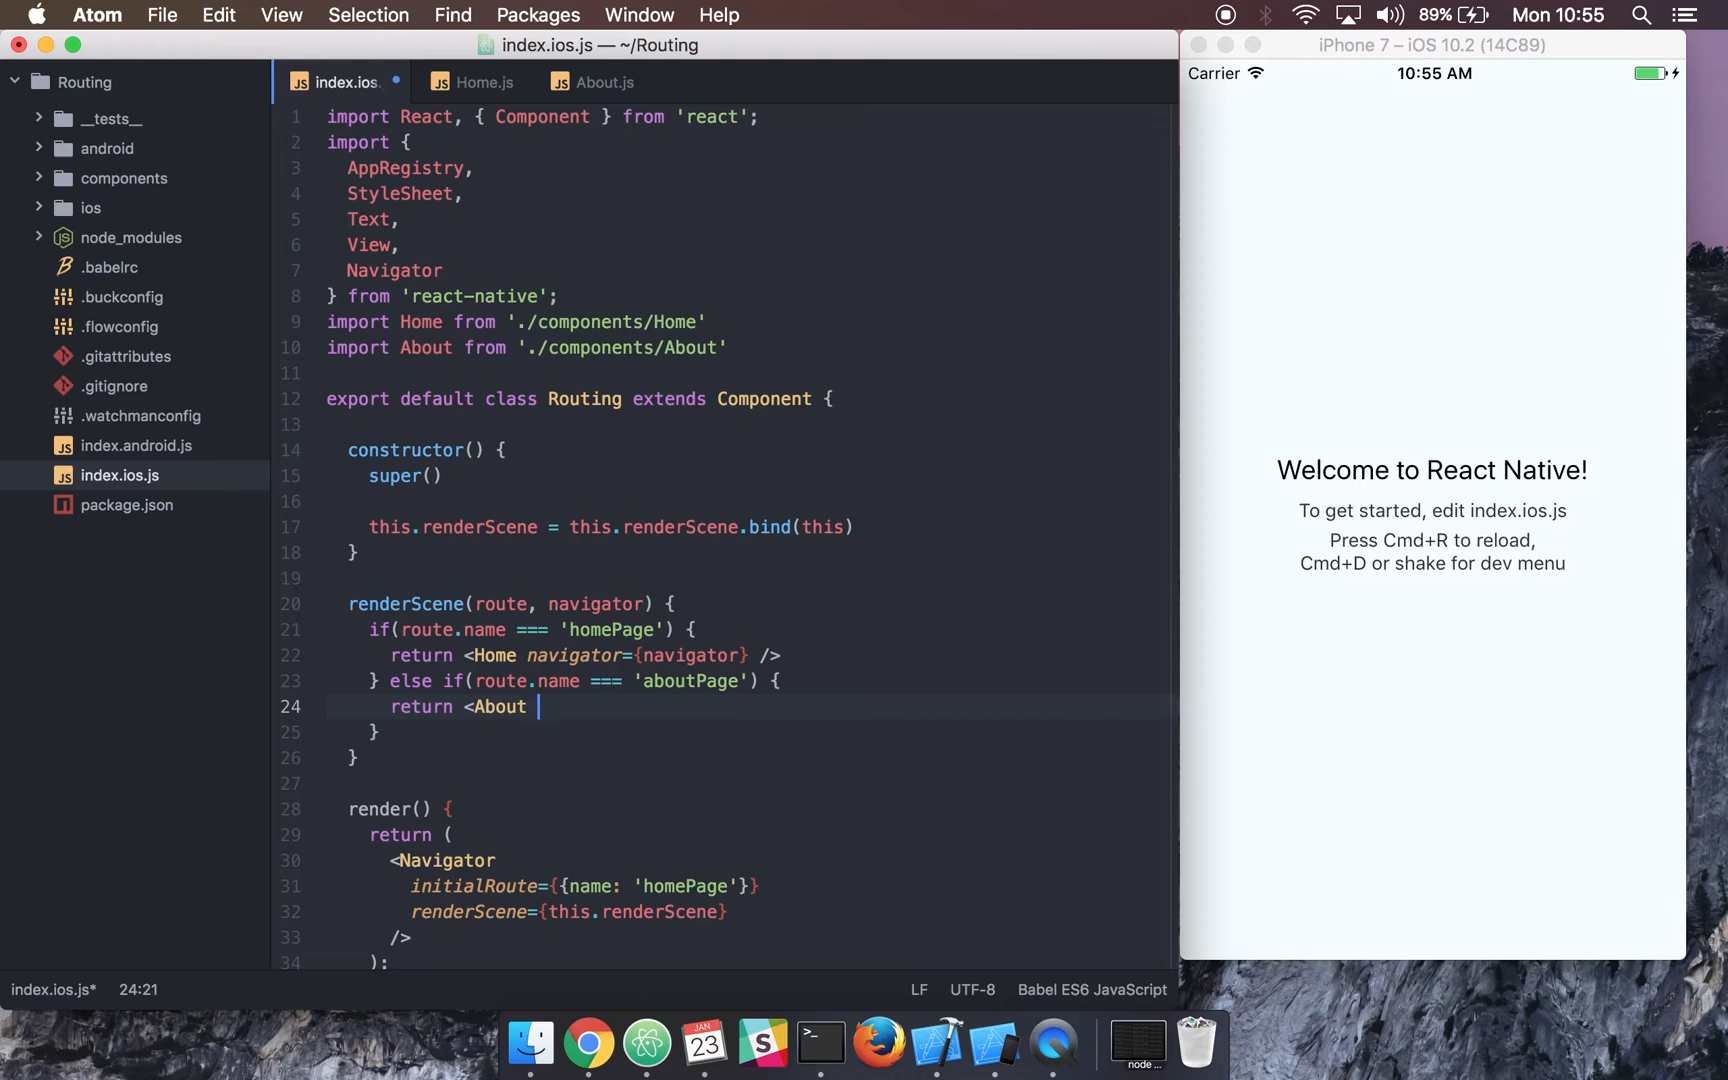 Atom File Edit View Selection Find Packages Window Help 89% Mon 10:55
index.ios.js — ~/Routing
iPhone 7 – iOS 10.2 (14C89)
Carrier 10:55 AM
Routing
__tests__
android
components
ios
node_modules
.babelrc
.buckconfig
.flowconfig
.gitattributes
.gitignore
.watchmanconfig
index.android.js
index.ios.js
package.json
index.ios. Home.js About.js
1 import React, { Component } from 'react';
2 import {
3 AppRegistry,
4 StyleSheet,
5 Text,
6 View,
7 Navigator
8 } from 'react-native';
9 import Home from './components/Home'
10 import About from './components/About'
11
12 export default class Routing extends Component {
13
14 constructor() {
15 super()
16
17 this.renderScene = this.renderScene.bind(this)
18 }
19
20 renderScene(route, navigator) {
21 if(route.name === 'homePage') {
22 return <Home navigator={navigator} />
23 } else if(route.name === 'aboutPage') {
24 return <About
25 }
26 }
27
28 render() {
29 return (
30 <Navigator
31 initialRoute={{name: 'homePage'}}
32 renderScene={this.renderScene}
33 />
34 );
Welcome to React Native!
To get started, edit index.ios.js
Press Cmd+R to reload,
Cmd+D or shake for dev menu
index.ios.js* 24:21 LF UTF-8 Babel ES6 JavaScript
JAN
23
>_
node ...